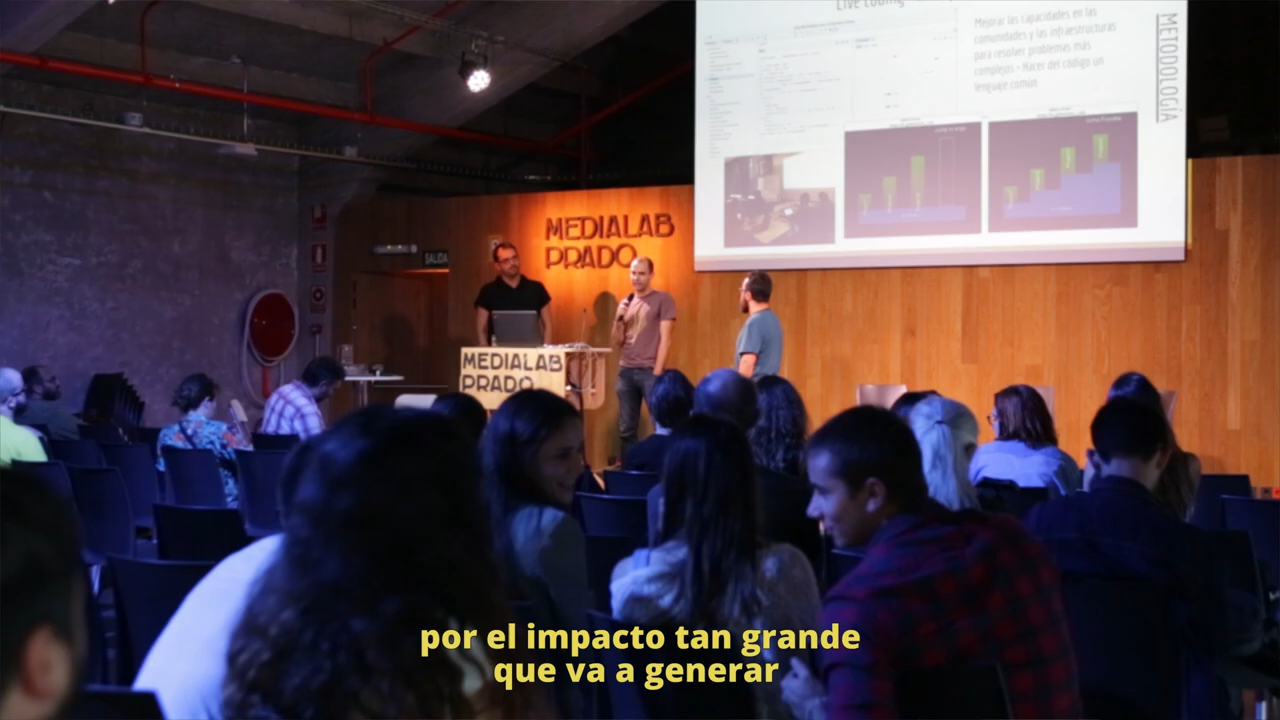 Live coding
Mejorar las capacidades en las
comunidades y las infraestructuras
para resolver problemas más
complejos > Hacer del código un
lenguaje común
METODOLOGÍA
MEDIALAB
PRADO
SALIDA
MEDIALAB
PRADO
por el impacto tan grande
que va a generar